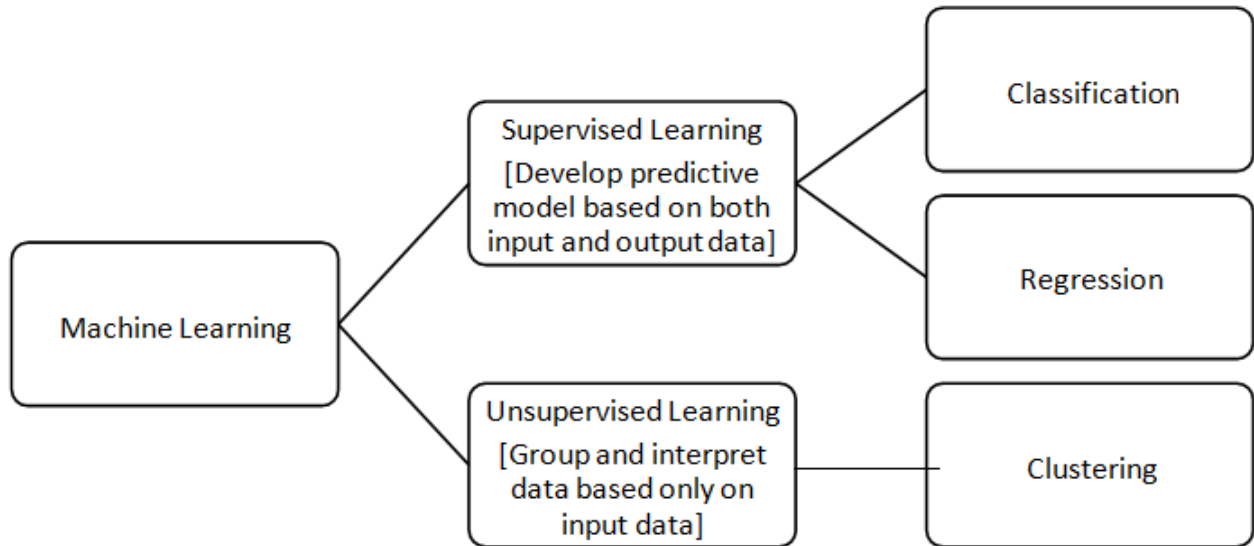 Machine Learning
Supervised Learning
[Develop predictive
model based on both
input and output data]
Unsupervised Learning
[Group and interpret
data based only on
input data]
Classification
Regression
Clustering